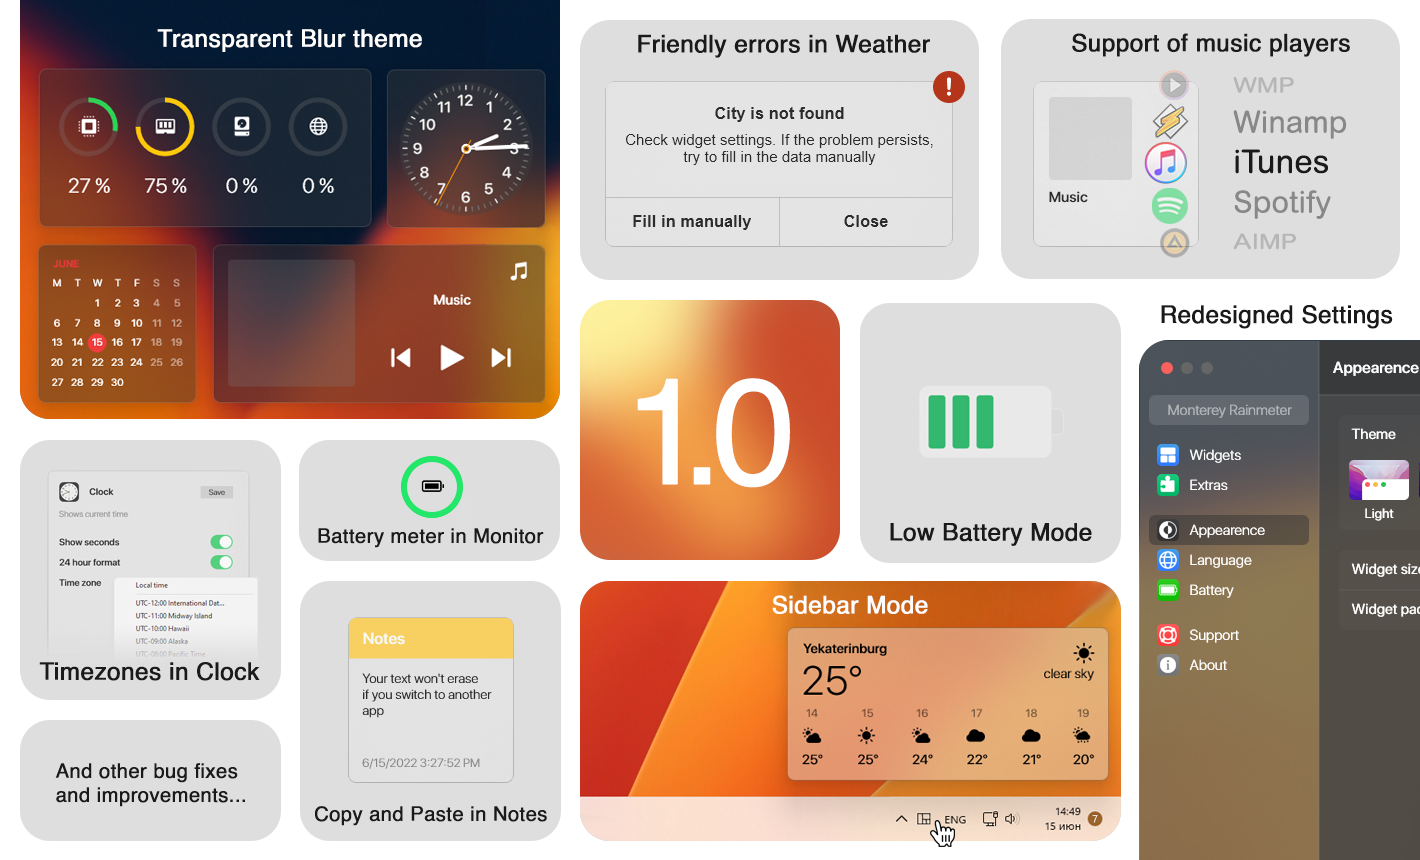 Transparent Blur theme
27 %
75 %
0 %
0 %
12
1
2
3
4
5
6
7
8
9
10
11
JUNE
M T W T F S S
1 2 3 4 5
6 7 8 9 10 11 12
13 14 15 16 17 18 19
20 21 22 23 24 25 26
27 28 29 30
Music
Friendly errors in Weather
!
City is not found
Check widget settings. If the problem persists,
try to fill in the data manually
Fill in manually
Close
Support of music players
Music
WMP
Winamp
iTunes
Spotify
AIMP
1.0
Low Battery Mode
Redesigned Settings
Monterey Rainmeter
Widgets
Extras
Appearence
Language
Battery
Support
About
Appearence
Theme
Light
Widget size
Widget pad
Clock
Save
Shows current time
Show seconds
24 hour format
Time zone
Local time
UTC-12:00 International Dat...
UTC-11:00 Midway Island
UTC-10:00 Hawaii
UTC-09:00 Alaska
UTC-08:00 Pacific Time
Timezones in Clock
Battery meter in Monitor
Notes
Your text won't erase
if you switch to another
app
6/15/2022 3:27:52 PM
Copy and Paste in Notes
And other bug fixes
and improvements...
Sidebar Mode
Yekaterinburg
25°
clear sky
14 15 16 17 18 19
25° 25° 24° 22° 21° 20°
ENG
14:49
15 июн
7